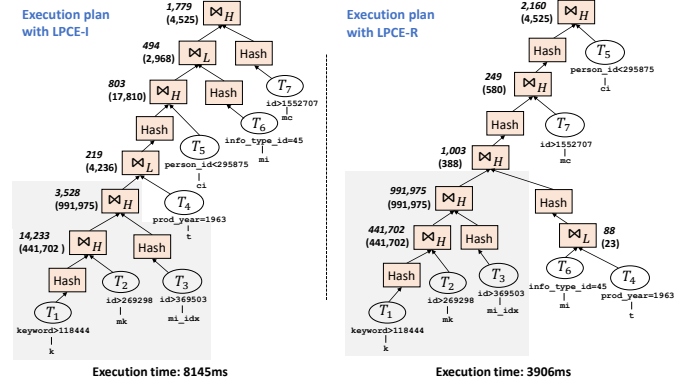 Execution plan
with LPCE-I
1,779
(4,525)
⋈H
494
(2,968)
⋈L
Hash
803
(17,810)
⋈H
Hash
T7
id>1552707
mc
Hash
T6
info_type_id=45
mi
T5
person_id<295875
ci
219
(4,236)
⋈L
3,528
(991,975)
⋈H
T4
prod_year=1963
t
14,233
(441,702 )
⋈H
Hash
Hash
T2
id>269298
mk
T3
id>369503
mi_idx
T1
keyword>118444
k
Execution time: 8145ms
Execution plan
with LPCE-R
2,160
(4,525)
⋈H
Hash
T5
person_id<295875
ci
249
(580)
⋈H
Hash
T7
id>1552707
mc
1,003
(388)
⋈H
991,975
(991,975)
⋈H
Hash
441,702
(441,702)
⋈H
Hash
⋈L
88
(23)
Hash
T2
id>269298
mk
T3
id>369503
mi_idx
T6
info_type_id=45
mi
T4
prod_year=1963
t
T1
keyword>118444
k
Execution time: 3906ms